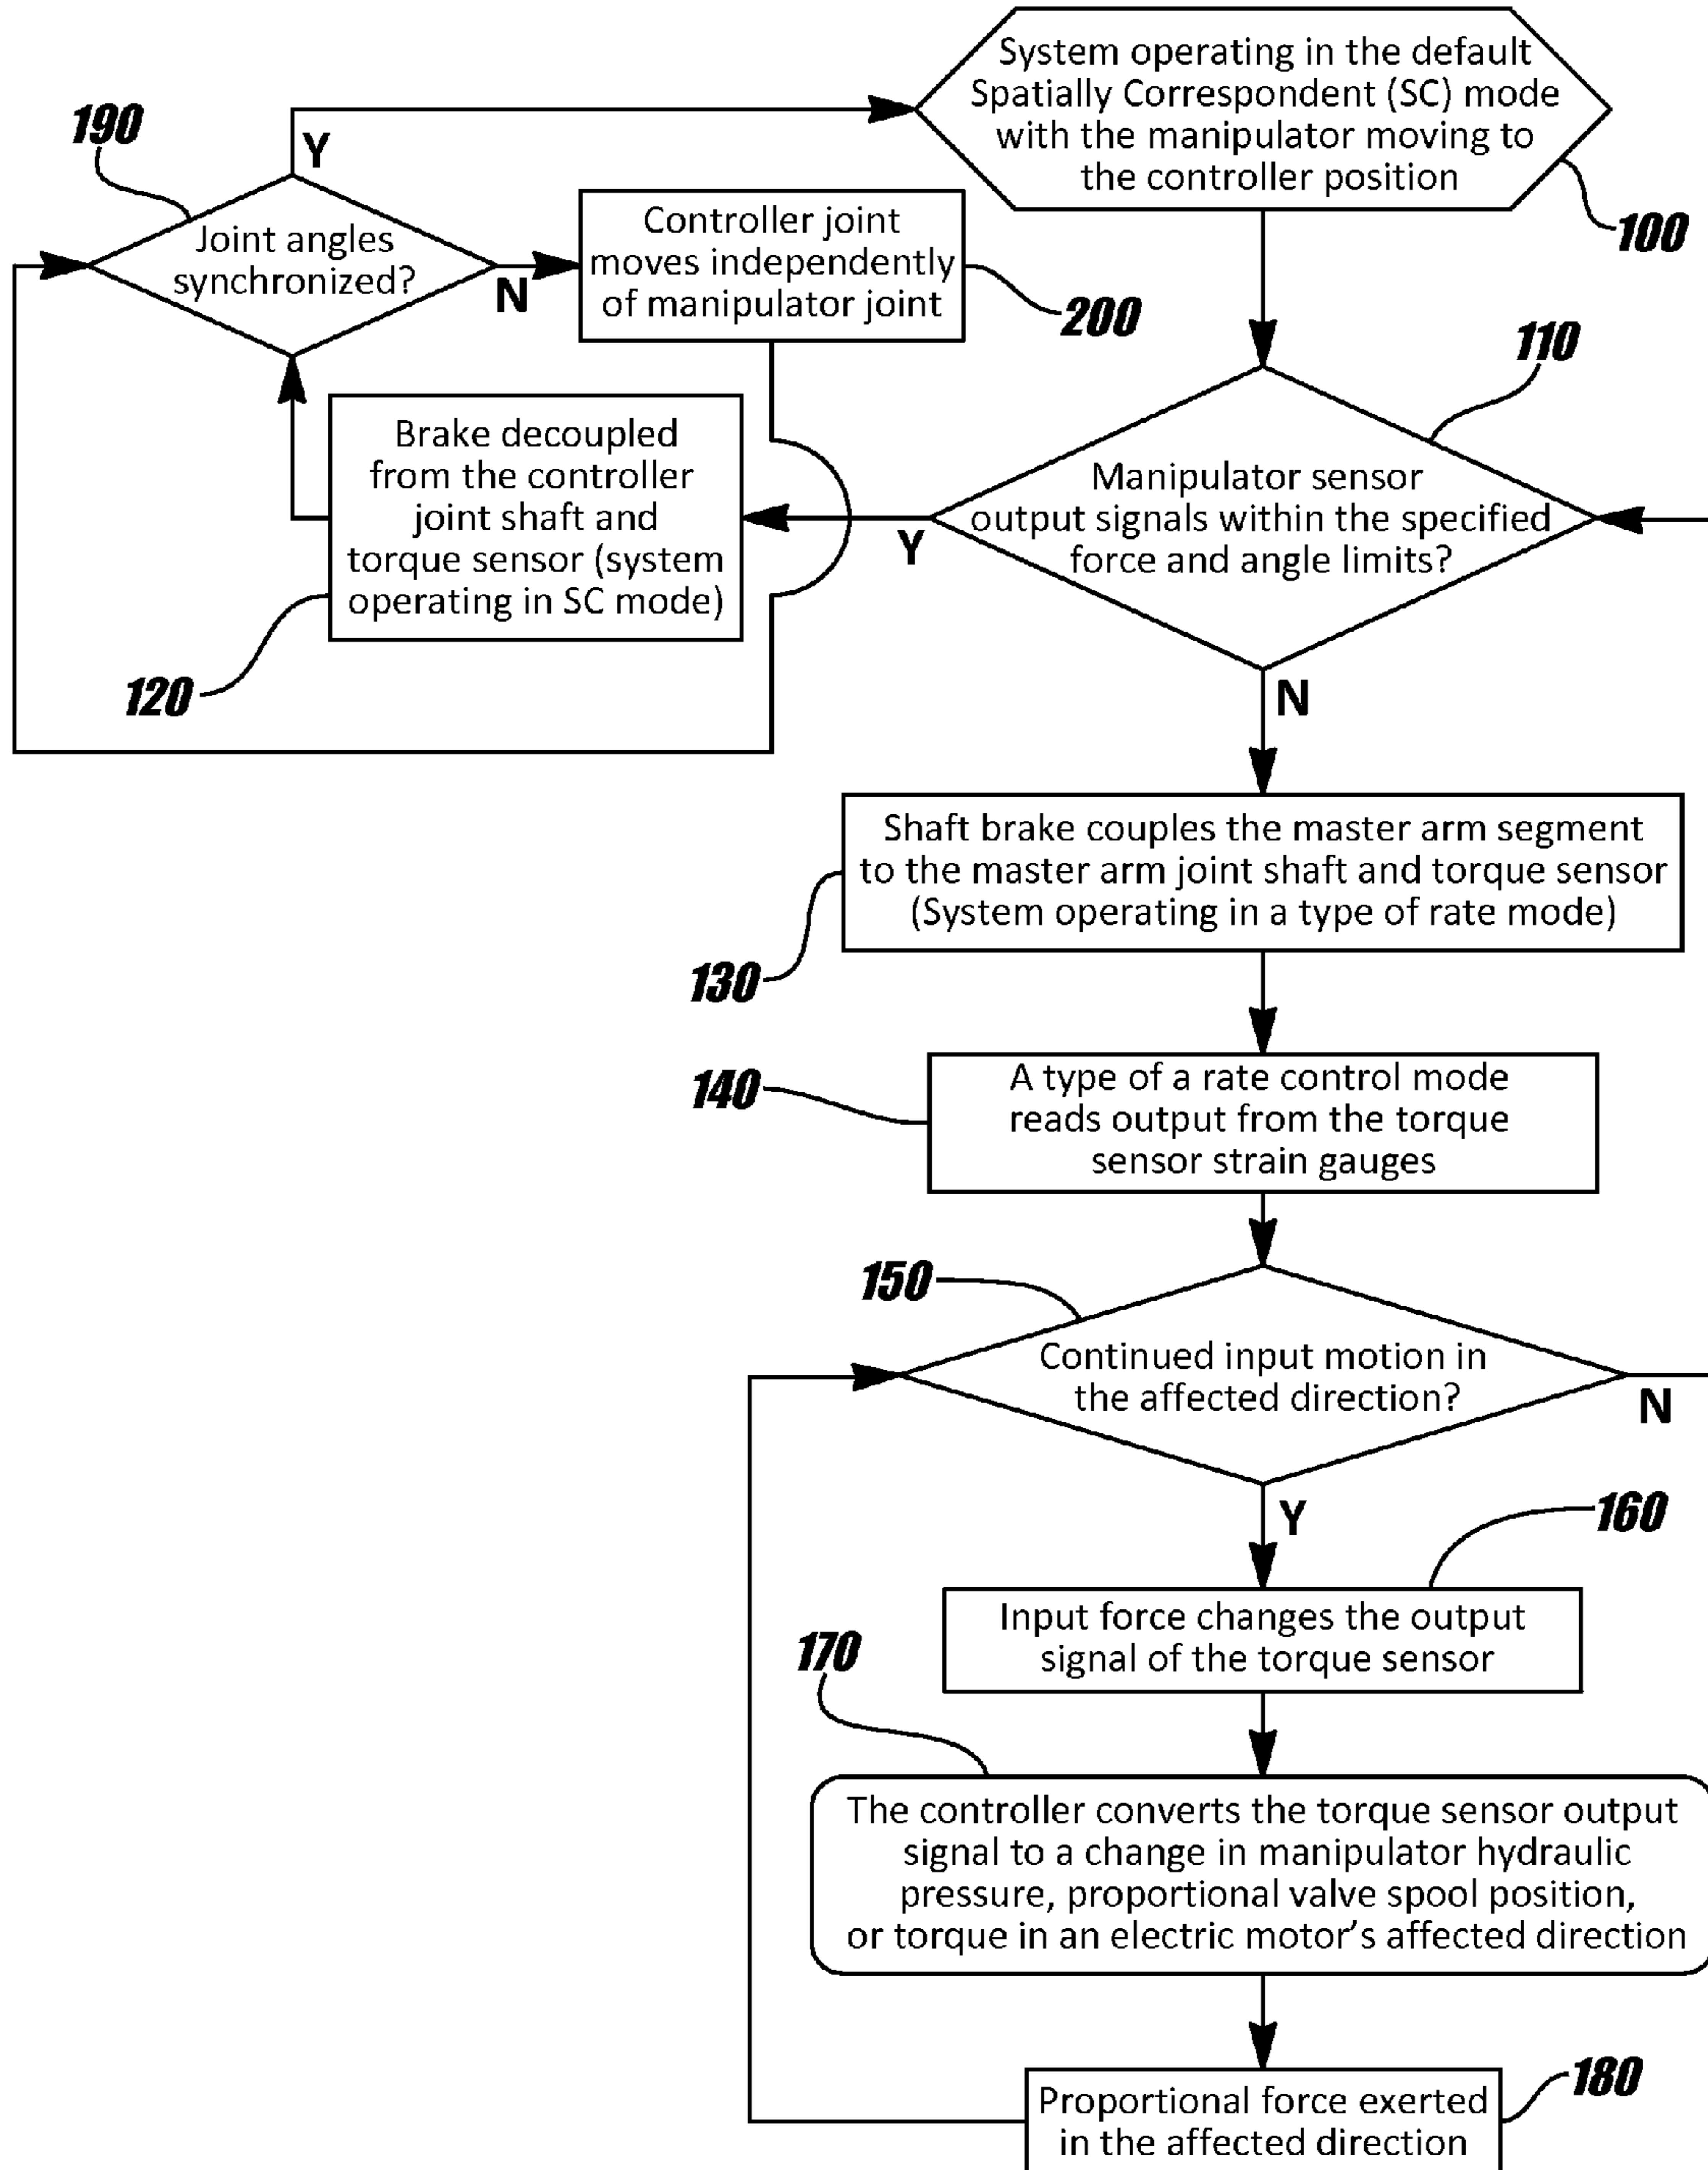 System operating in the default
Spatially Correspondent (SC) mode
with the manipulator moving to
the controller position
100
190
Y
Joint angles
synchronized?
N
Controller joint
moves independently
of manipulator joint
200
110
Manipulator sensor
output signals within the specified
force and angle limits?
Y
N
Brake decoupled
from the controller
joint shaft and
torque sensor (system
operating in SC mode)
120
Shaft brake couples the master arm segment
to the master arm joint shaft and torque sensor
(System operating in a type of rate mode)
130
A type of a rate control mode
reads output from the torque
sensor strain gauges
140
150
Continued input motion in
the affected direction?
N
Y
160
Input force changes the output
signal of the torque sensor
170
The controller converts the torque sensor output
signal to a change in manipulator hydraulic
pressure, proportional valve spool position,
or torque in an electric motor’s affected direction
180
Proportional force exerted
in the affected direction